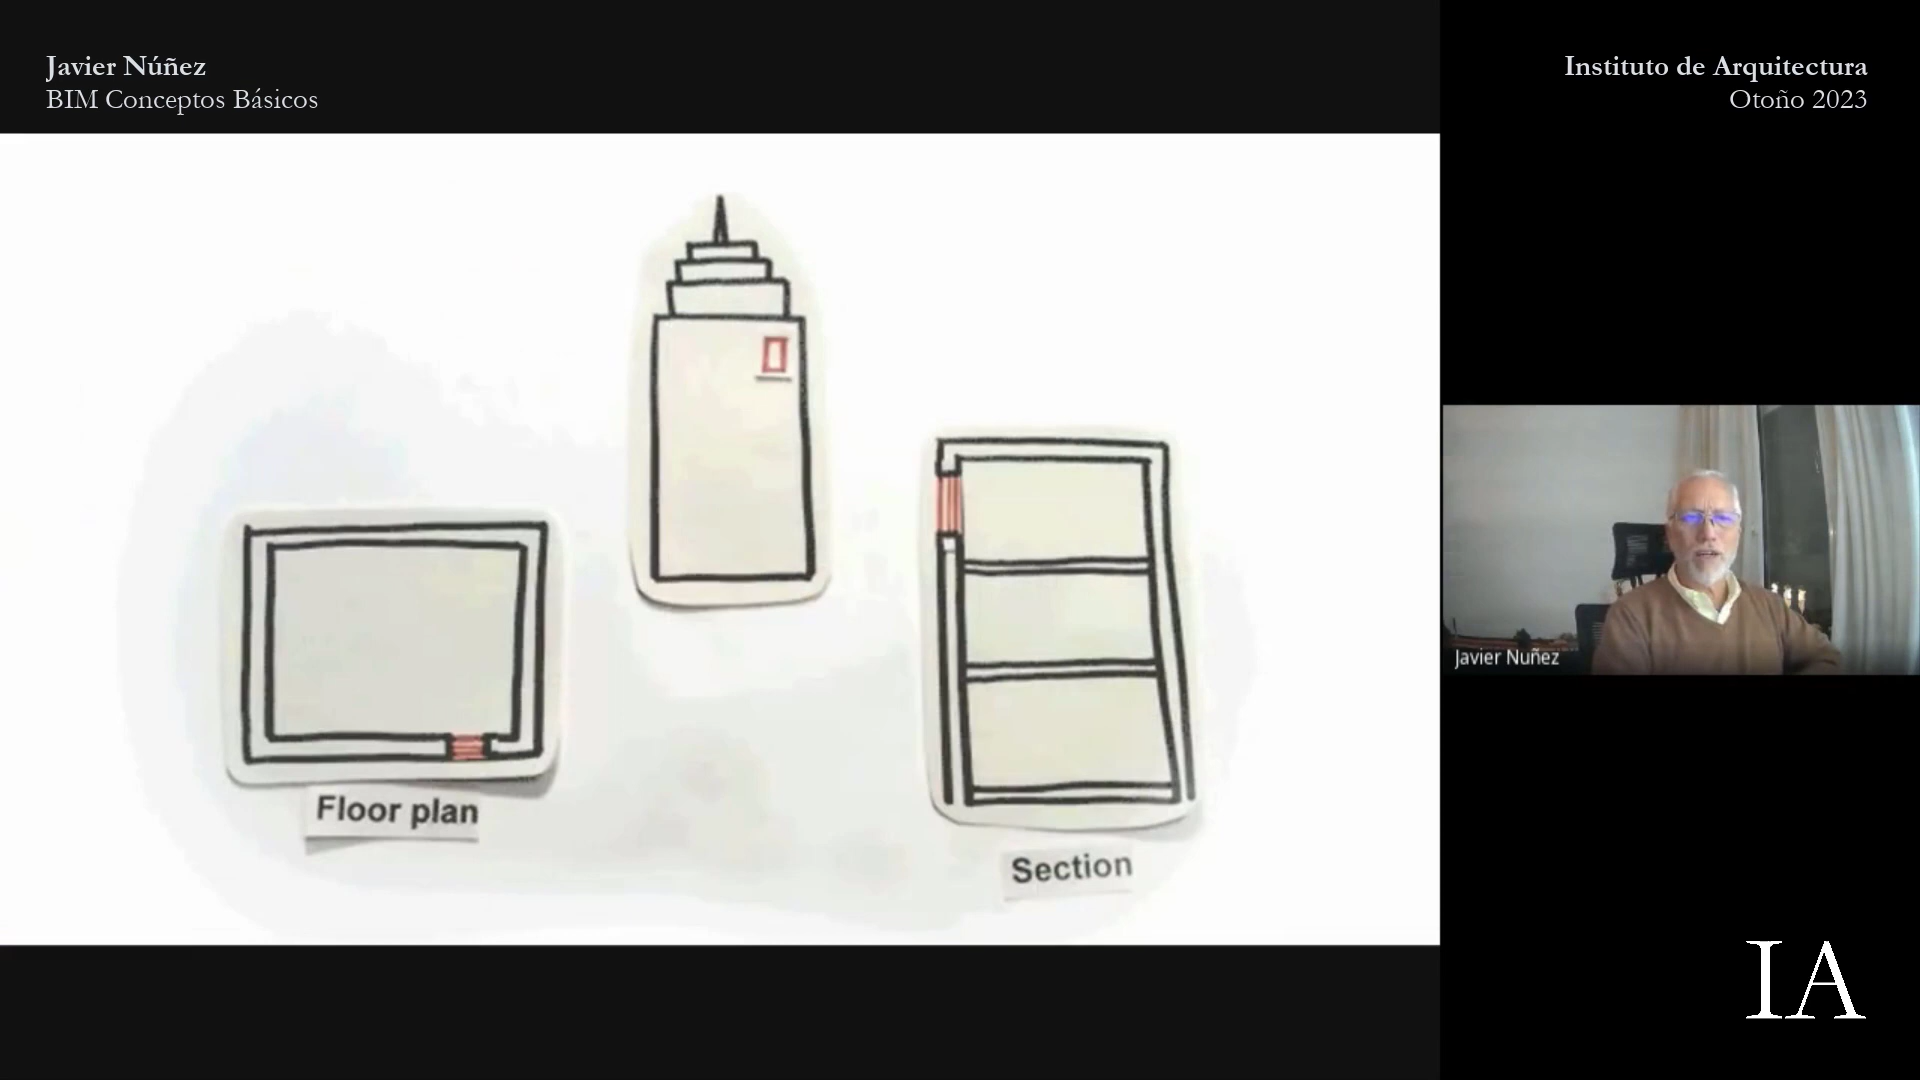 Javier Núñez
BIM Conceptos Básicos
Instituto de Arquitectura
Otoño 2023
Floor plan
Section
Javier Nuñez
IA